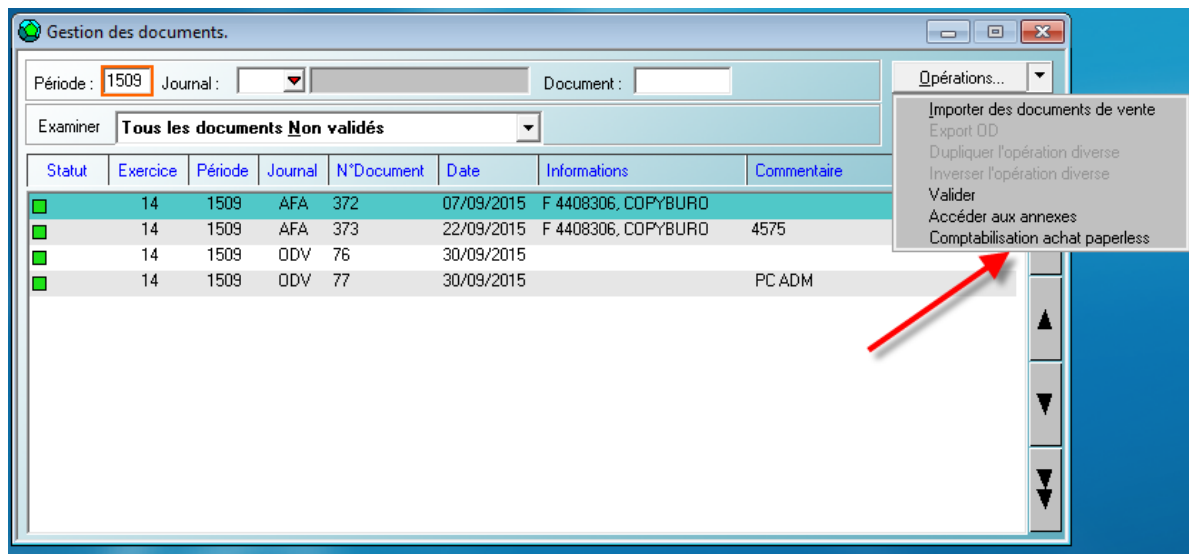 Gestion des documents.
Période : 1509 Journal : Document : Opérations...
Examiner Tous les documents Non validés
Importer des documents de vente
Export OD
Dupliquer l'opération diverse
Inverser l'opération diverse
Valider
Accéder aux annexes
Comptabilisation achat paperless
Statut Exercice Période Journal N°Document Date Informations Commentaire
14 1509 AFA 372 07/09/2015 F 4408306, COPYBURO
14 1509 AFA 373 22/09/2015 F 4408306, COPYBURO 4575
14 1509 ODV 76 30/09/2015
14 1509 ODV 77 30/09/2015 PC ADM